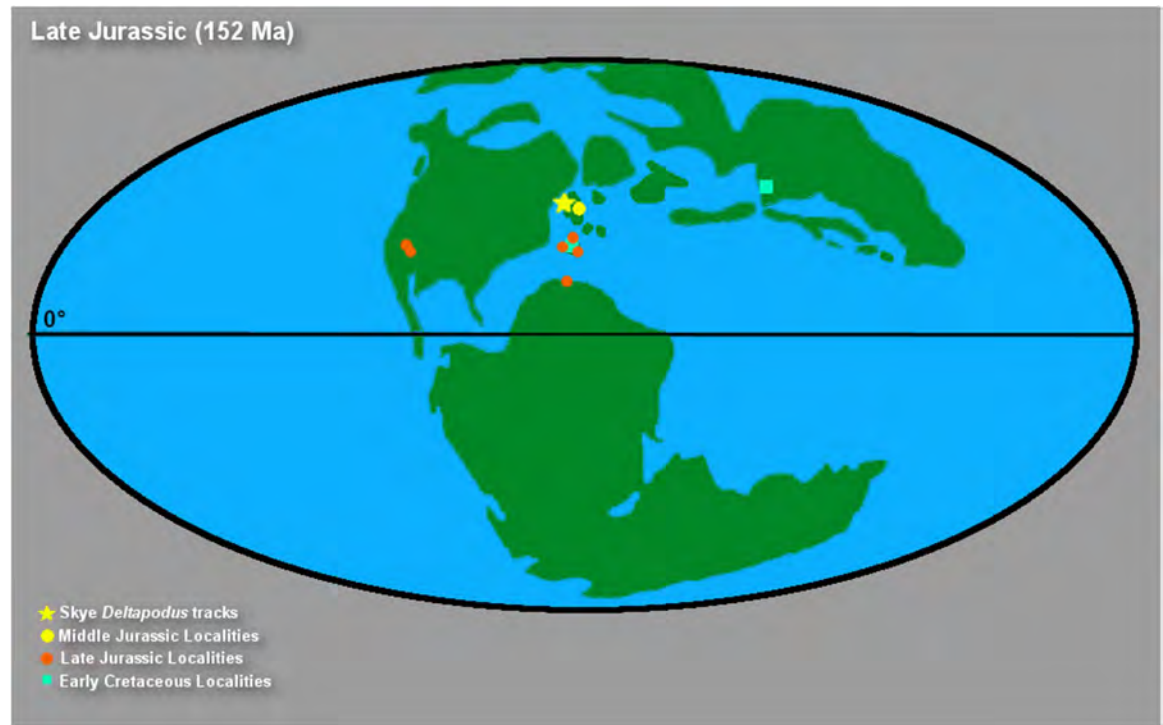 Late Jurassic (152 Ma)
0°
Skye Deltapodus tracks
Middle Jurassic Localities
Late Jurassic Localities
Early Cretaceous Localities